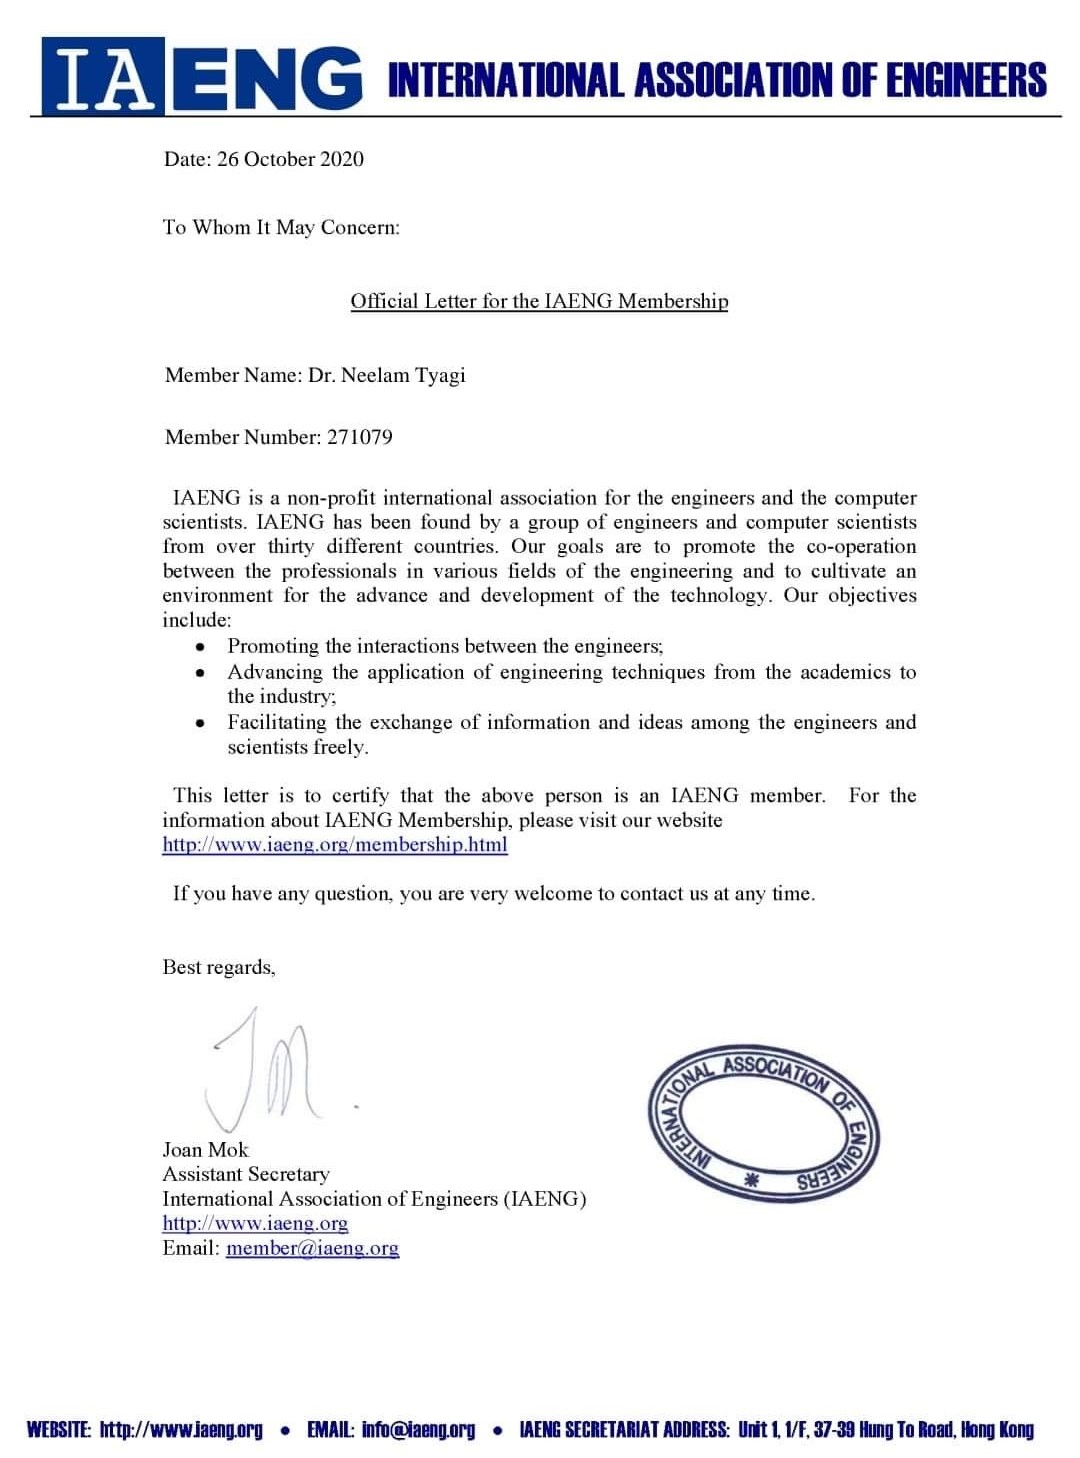 IAENG INTERNATIONAL ASSOCIATION OF ENGINEERS
Date: 26 October 2020
To Whom It May Concern:
Official Letter for the IAENG Membership
Member Name: Dr. Neelam Tyagi
Member Number: 271079
IAENG is a non-profit international association for the engineers and the computer
scientists. IAENG has been found by a group of engineers and computer scientists
from over thirty different countries. Our goals are to promote the co-operation
between the professionals in various fields of the engineering and to cultivate an
environment for the advance and development of the technology. Our objectives
include:
• Promoting the interactions between the engineers;
• Advancing the application of engineering techniques from the academics to
the industry;
• Facilitating the exchange of information and ideas among the engineers and
scientists freely.
This letter is to certify that the above person is an IAENG member. For the
information about IAENG Membership, please visit our website
http://www.iaeng.org/membership.html
If you have any question, you are very welcome to contact us at any time.
Best regards,
JM.
Joan Mok
Assistant Secretary
International Association of Engineers (IAENG)
http://www.iaeng.org
Email: member@iaeng.org
INTERNATIONAL ASSOCIATION OF ENGINEERS *
WEBSITE: http://www.iaeng.org • EMAIL: info@iaeng.org • IAENG SECRETARIAT ADDRESS: Unit 1, 1/F, 37-39 Hung To Road, Hong Kong